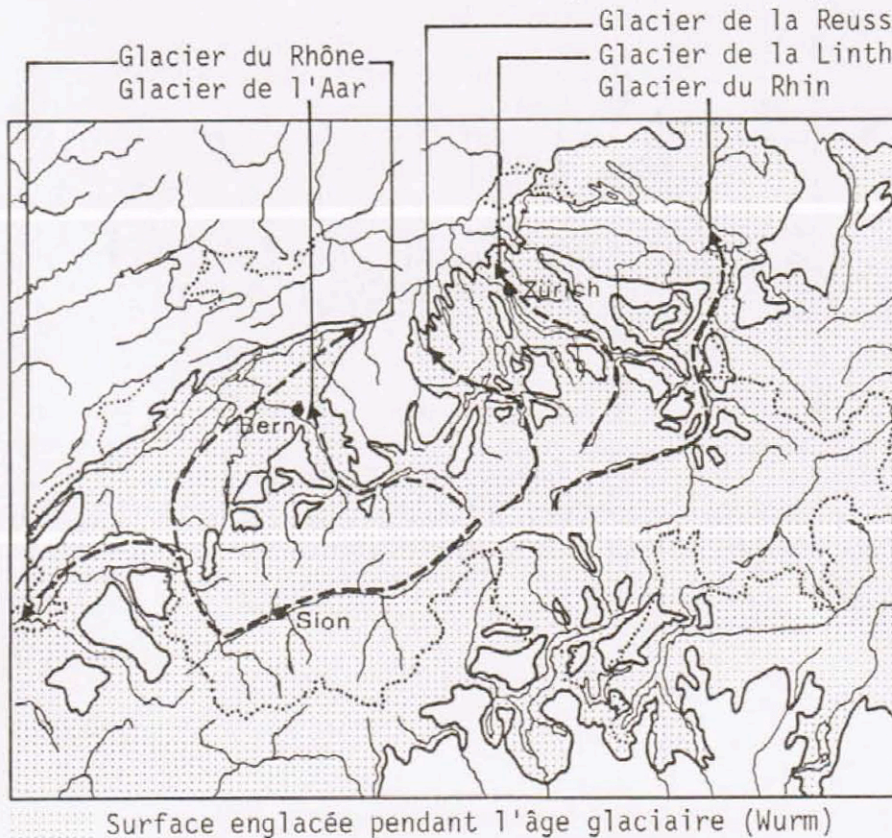 Glacier de la Reuss
Glacier du Rhône
Glacier de la Linth
Glacier de l'Aar
Glacier du Rhin
Zürich
Bern
Sion
Surface englacée pendant l'âge glaciaire (Wurm)